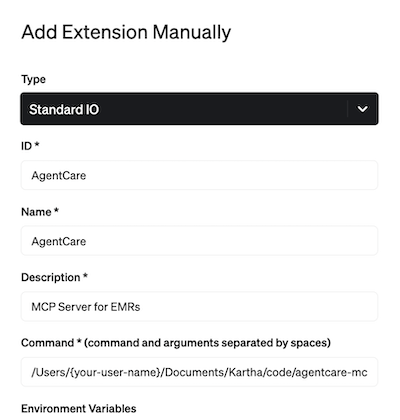 Add Extension Manually
Type
Standard IO
ID *
AgentCare
Name *
AgentCare
Description *
MCP Server for EMRs
Command * (command and arguments separated by spaces)
/Users/{your-user-name}/Documents/Kartha/code/agentcare-mc
Environment Variables